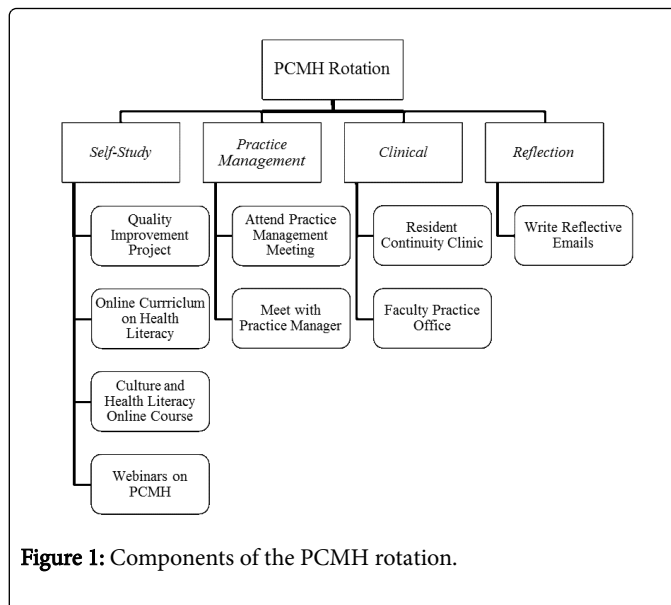 PCMH Rotation
Self-Study
Practice
Management
Clinical
Reflection
Quality
Improvement
Project
Online Currriclum
on Health
Literacy
Culture and
Health Literacy
Online Course
Webinars on
PCMH
Attend Practice
Management
Meeting
Meet with
Practice Manager
Resident
Continuity Clinic
Faculty Practice
Office
Write Reflective
Emails
Figure 1: Components of the PCMH rotation.